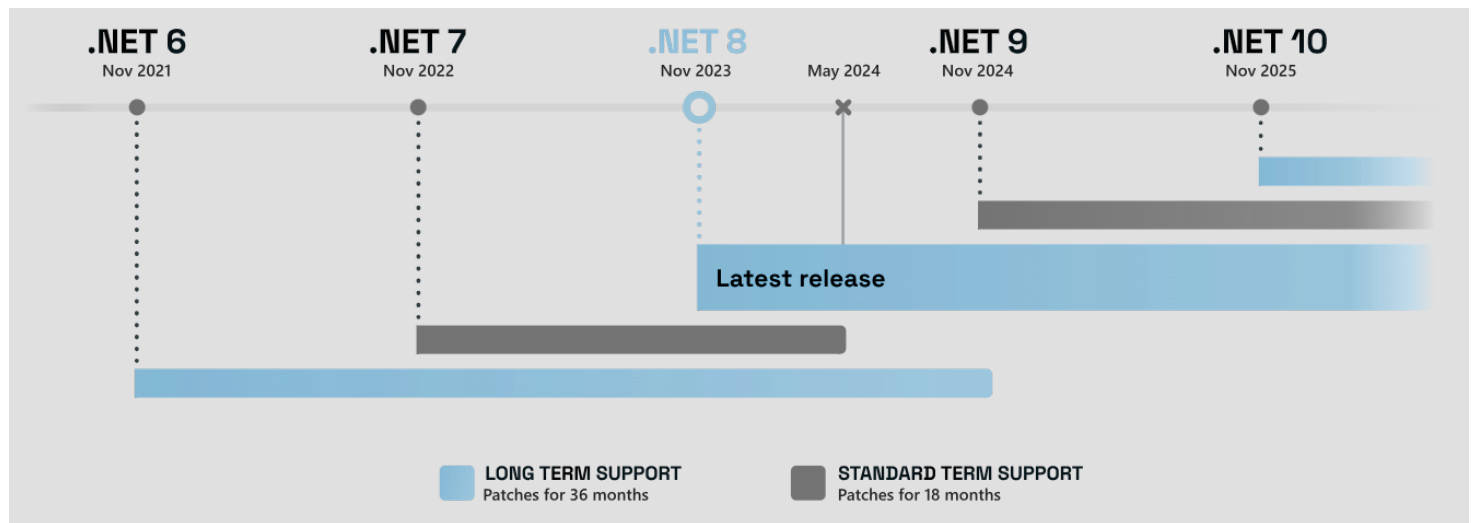 .NET 6
Nov 2021
.NET 7
Nov 2022
.NET 8
Nov 2023
May 2024
.NET 9
Nov 2024
.NET 10
Nov 2025
Latest release
LONG TERM SUPPORT
Patches for 36 months
STANDARD TERM SUPPORT
Patches for 18 months